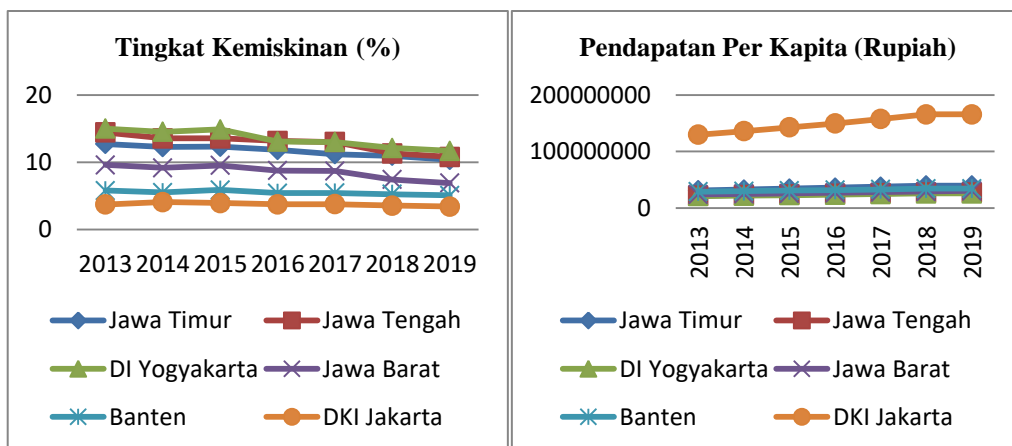 Tingkat Kemiskinan (%)
20
10
0
2013 2014 2015 2016 2017 2018 2019
Jawa Timur Jawa Tengah
DI Yogyakarta Jawa Barat
Banten DKI Jakarta
Pendapatan Per Kapita (Rupiah)
200000000
100000000
0
2013 2014 2015 2016 2017 2018 2019
Jawa Timur Jawa Tengah
DI Yogyakarta Jawa Barat
Banten DKI Jakarta